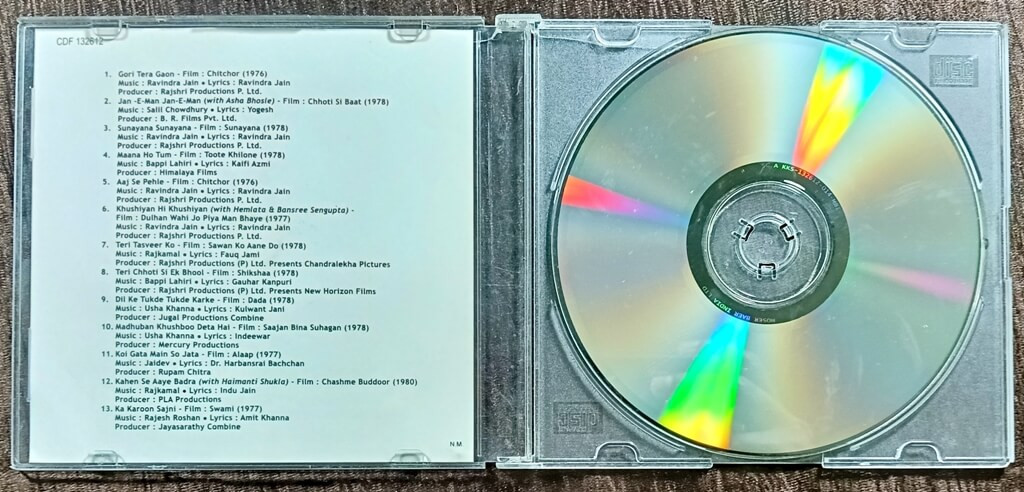 CDF 132612
1. Gori Tera Gaon - Film : Chitchor (1976)
Music : Ravindra Jain • Lyrics : Ravindra Jain
Producer : Rajshri Productions P. Ltd.
2. Jan -E-Man Jan-E-Man (with Asha Bhosle) - Film : Chhoti Si Baat (1978)
Music : Salil Chowdhury • Lyrics : Yogesh
Producer : B. R. Films Pvt. Ltd.
3. Sunayana Sunayana - Film : Sunayana (1978)
Music : Ravindra Jain • Lyrics : Ravindra Jain
Producer : Rajshri Productions P. Ltd.
4. Maana Ho Tum - Film : Toote Khilone (1978)
Music : Bappi Lahiri • Lyrics : Kaifi Azmi
Producer : Himalaya Films
5. Aaj Se Pehle - Film : Chitchor (1976)
Music : Ravindra Jain • Lyrics : Ravindra Jain
Producer : Rajshri Productions P. Ltd.
6. Khushiyan Hi Khushiyan (with Hemlata & Bansree Sengupta) -
Film : Dulhan Wahi Jo Piya Man Bhaye (1977)
Music : Ravindra Jain • Lyrics : Ravindra Jain
Producer : Rajshri Productions P. Ltd.
7. Teri Tasveer Ko - Film : Sawan Ko Aane Do (1978)
Music : Rajkamal • Lyrics : Fauq Jami
Producer : Rajshri Productions (P) Ltd. Presents Chandralekha Pictures
8. Teri Chhoti Si Ek Bhool - Film : Shikshaa (1978)
Music : Bappi Lahiri • Lyrics : Gauhar Kanpuri
Producer : Rajshri Productions (P) Ltd. Presents New Horizon Films
9. Dil Ke Tukde Tukde Karke - Film : Dada (1978)
Music : Usha Khanna • Lyrics : Kulwant Jani
Producer : Jugal Productions Combine
10. Madhuban Khushboo Deta Hai - Film : Saajan Bina Suhagan (1978)
Music : Usha Khanna • Lyrics : Indeewar
Producer : Mercury Productions
11. Koi Gata Main So Jata - Film : Alaap (1977)
Music : Jaidev • Lyrics : Dr. Harbansrai Bachchan
Producer : Rupam Chitra
12. Kahen Se Aaye Badra (with Haimanti Shukla) - Film : Chashme Buddoor (1980)
Music : Rajkamal • Lyrics : Indu Jain
Producer : PLA Productions
13. Ka Karoon Sajni - Film : Swami (1977)
Music : Rajesh Roshan • Lyrics : Amit Khanna
Producer : Jayasarathy Combine
N.M